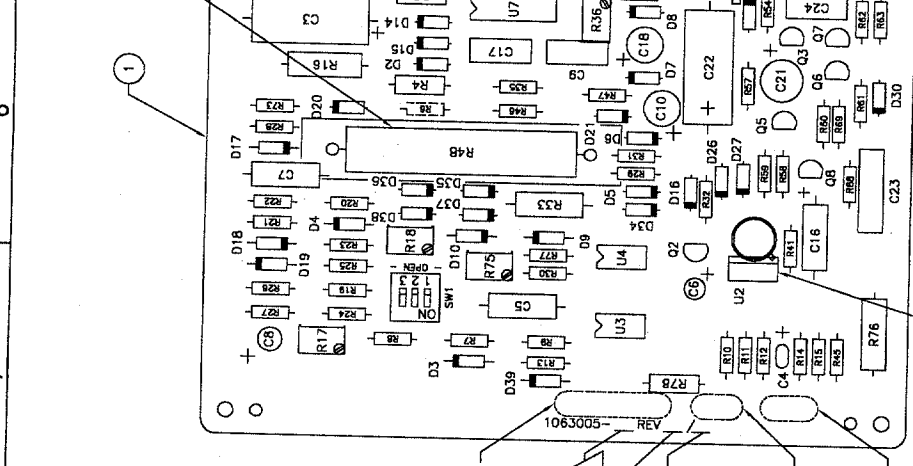 C3
D14
D15
D2
U7
R36
D8
R54
C24
R62
R63
C18
Q3
Q7
R16
C17
C9
D7
C22
C21
Q6
R4
R35
R47
C10
R57
R61
D30
1
R73
D20
R6
R46
D21
D6
Q5
R60
R69
R28
D17
R48
R31
D26
D27
C7
R29
R59
R58
Q8
R68
C23
D36
D35
D5
D16
R32
R22
R20
D38
D37
R33
D34
R21
D4
R18
D18
R23
D10
D9
R77
U4
Q2
R41
C16
D19
R25
OPEN
R75
R30
R26
R19
1 2 3
SW1
ON
C6
U2
C5
R27
R24
U3
C8
R17
R8
R7
R9
R76
D3
R13
R10
R11
R12
C4
R14
R15
R45
D39
R78
1063005-
REV